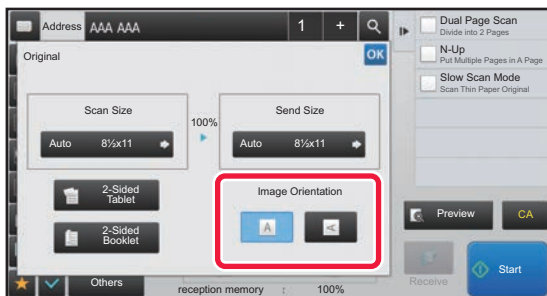 Address AAA AAA 1 +
Original OK
Scan Size
Auto 8½x11
100%
Send Size
Auto 8½x11
2-Sided
Tablet
2-Sided
Booklet
Image Orientation
A A
Others
reception memory : 100%
Dual Page Scan
Divide into 2 Pages
N-Up
Put Multiple Pages in A Page
Slow Scan Mode
Scan Thin Paper Original
Preview CA
Receive Start